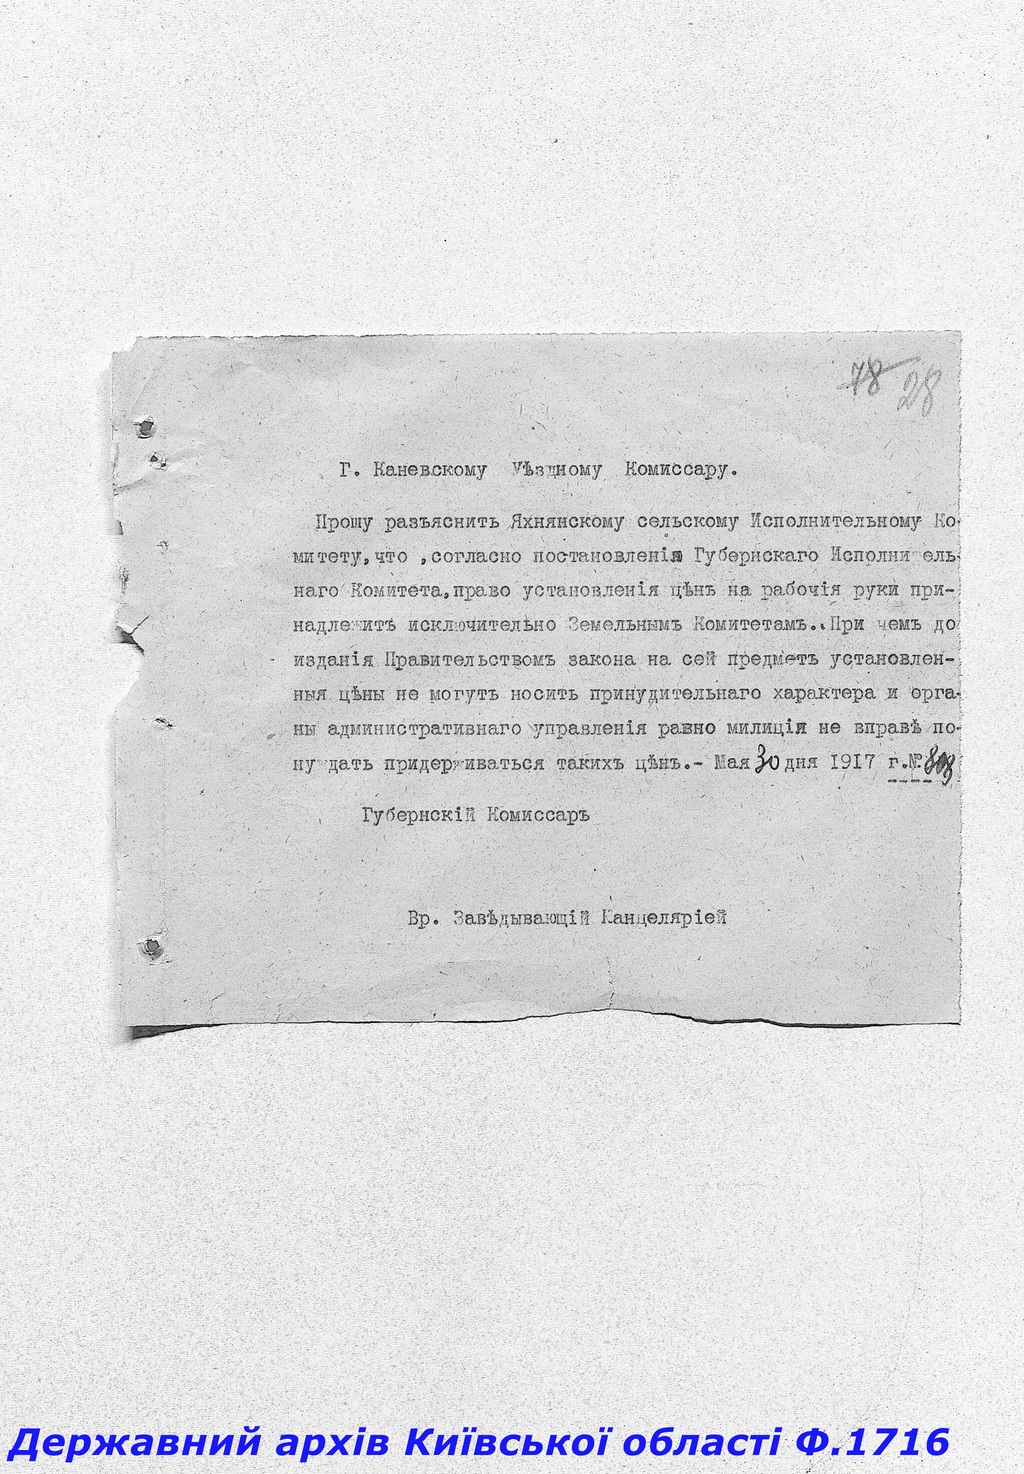 78 28
Г. Каневскому Уѣздному Комиссару.
Прошу разъяснить Яхнянскому сельскому Исполнительному Ко-
митету, что ,согласно постановленія Губернскаго Исполнитель-
наго Комитета,право установленія цѣнъ на рабочія руки при-
надлежитъ исключительно Земельнымъ Комитетамъ.. При чемъ до
изданія Правительствомъ закона на сей предметъ установлен-
ныя цѣны не могутъ носить принудительнаго характера и орга-
ны административнаго управленія равно милиція не вправѣ по-
нуждать придерживаться такихъ цѣнъ.- Мая 30 дня 1917 г.№
Губернскій Комиссаръ
Вр. Завѣдывающій Канцеляріей
Державний архів Київської області Ф.1716